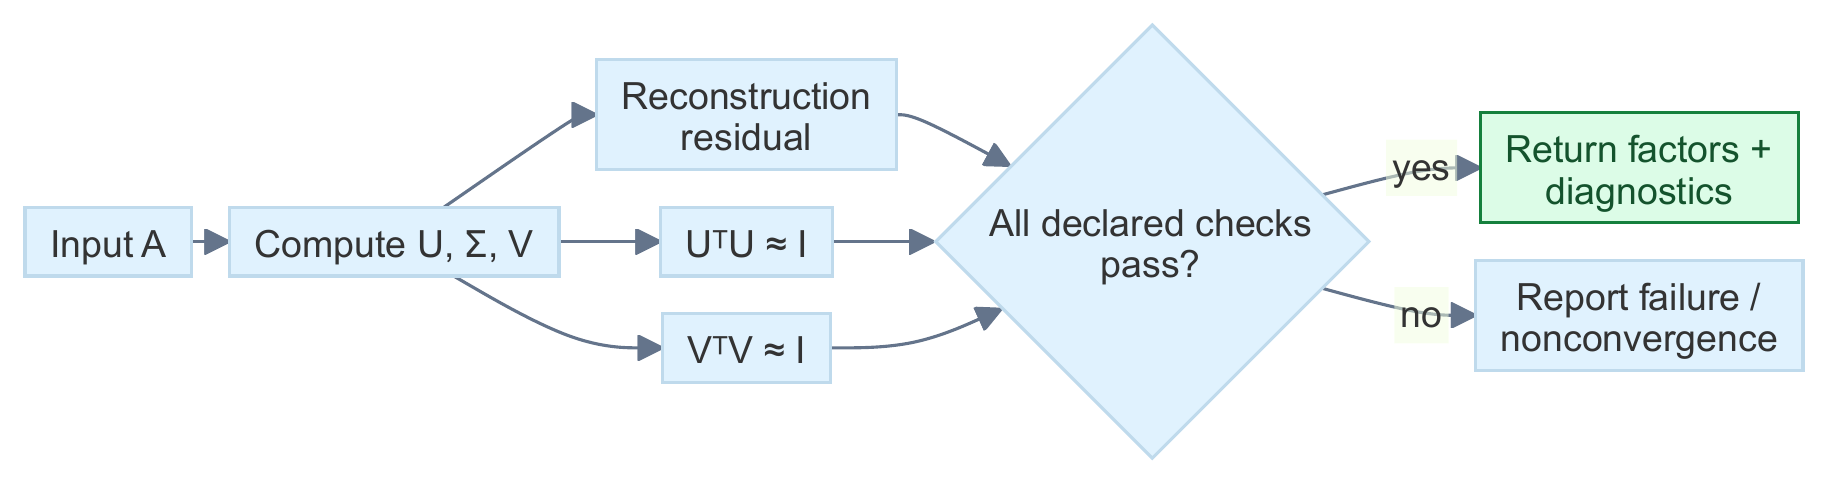 Input A
Compute U, Σ, V
Reconstruction
residual
UᵀU ≈ I
VᵀV ≈ I
All declared checks
pass?
yes
Return factors +
diagnostics
no
Report failure /
nonconvergence